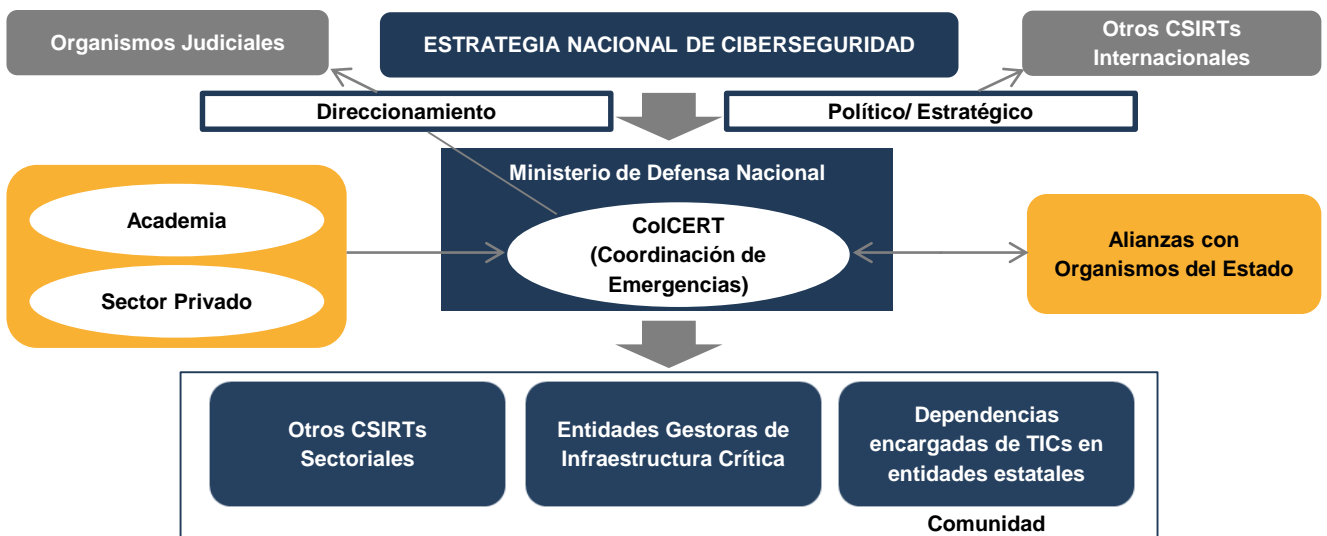 Organismos Judiciales
ESTRATEGIA NACIONAL DE CIBERSEGURIDAD
Otros CSIRTs
Internacionales
Direccionamiento
Político/ Estratégico
Ministerio de Defensa Nacional
Academia
Sector Privado
ColCERT
(Coordinación de
Emergencias)
Alianzas con
Organismos del Estado
Otros CSIRTs
Sectoriales
Entidades Gestoras de
Infraestructura Crítica
Dependencias
encargadas de TICs en
entidades estatales
Comunidad